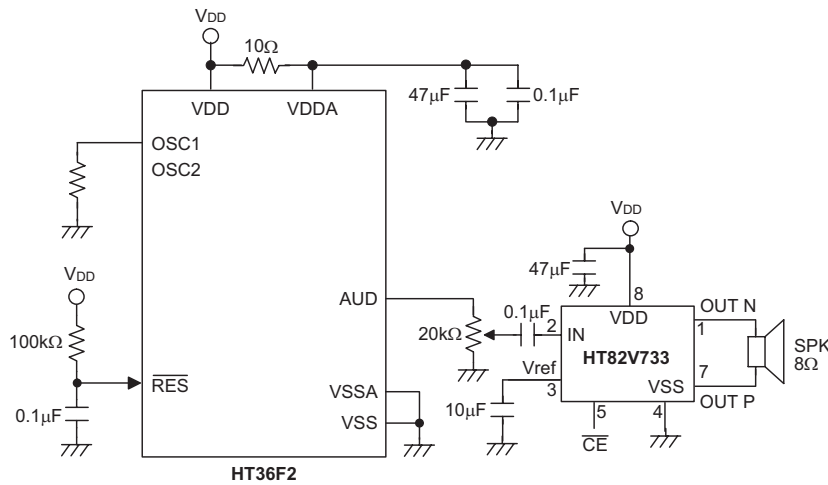 VDD
10Ω
VDD
VDDA
47μF
0.1μF
OSC1
OSC2
VDD
100kΩ
RES
0.1μF
AUD
VSSA
VSS
HT36F2
20kΩ
0.1μF
VDD
47μF
8
VDD
2
IN
HT82V733
OUT N
1
SPK
8Ω
7
OUT P
VSS
Vref
3
10μF
5
4
CE